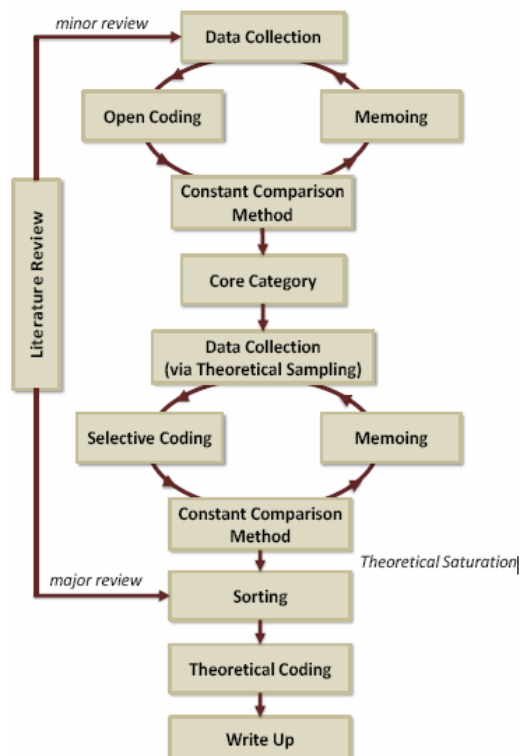 minor review
Data Collection
Open Coding
Memoing
Constant Comparison
Method
Literature Review
Core Category
Data Collection
(via Theoretical Sampling)
Selective Coding
Memoing
Constant Comparison
Method
Theoretical Saturation
major review
Sorting
Theoretical Coding
Write Up